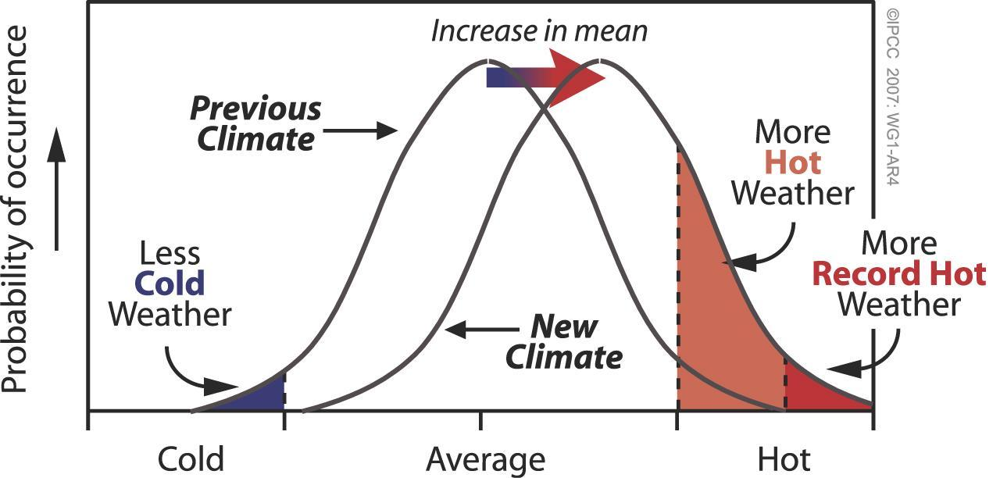 Increase in mean
Previous
Climate
Probability of occurrence
Less
Cold
Weather
New
Climate
More
Hot
Weather
More
Record Hot
Weather
Cold
Average
Hot
©IPCC 2007: WG1-AR4